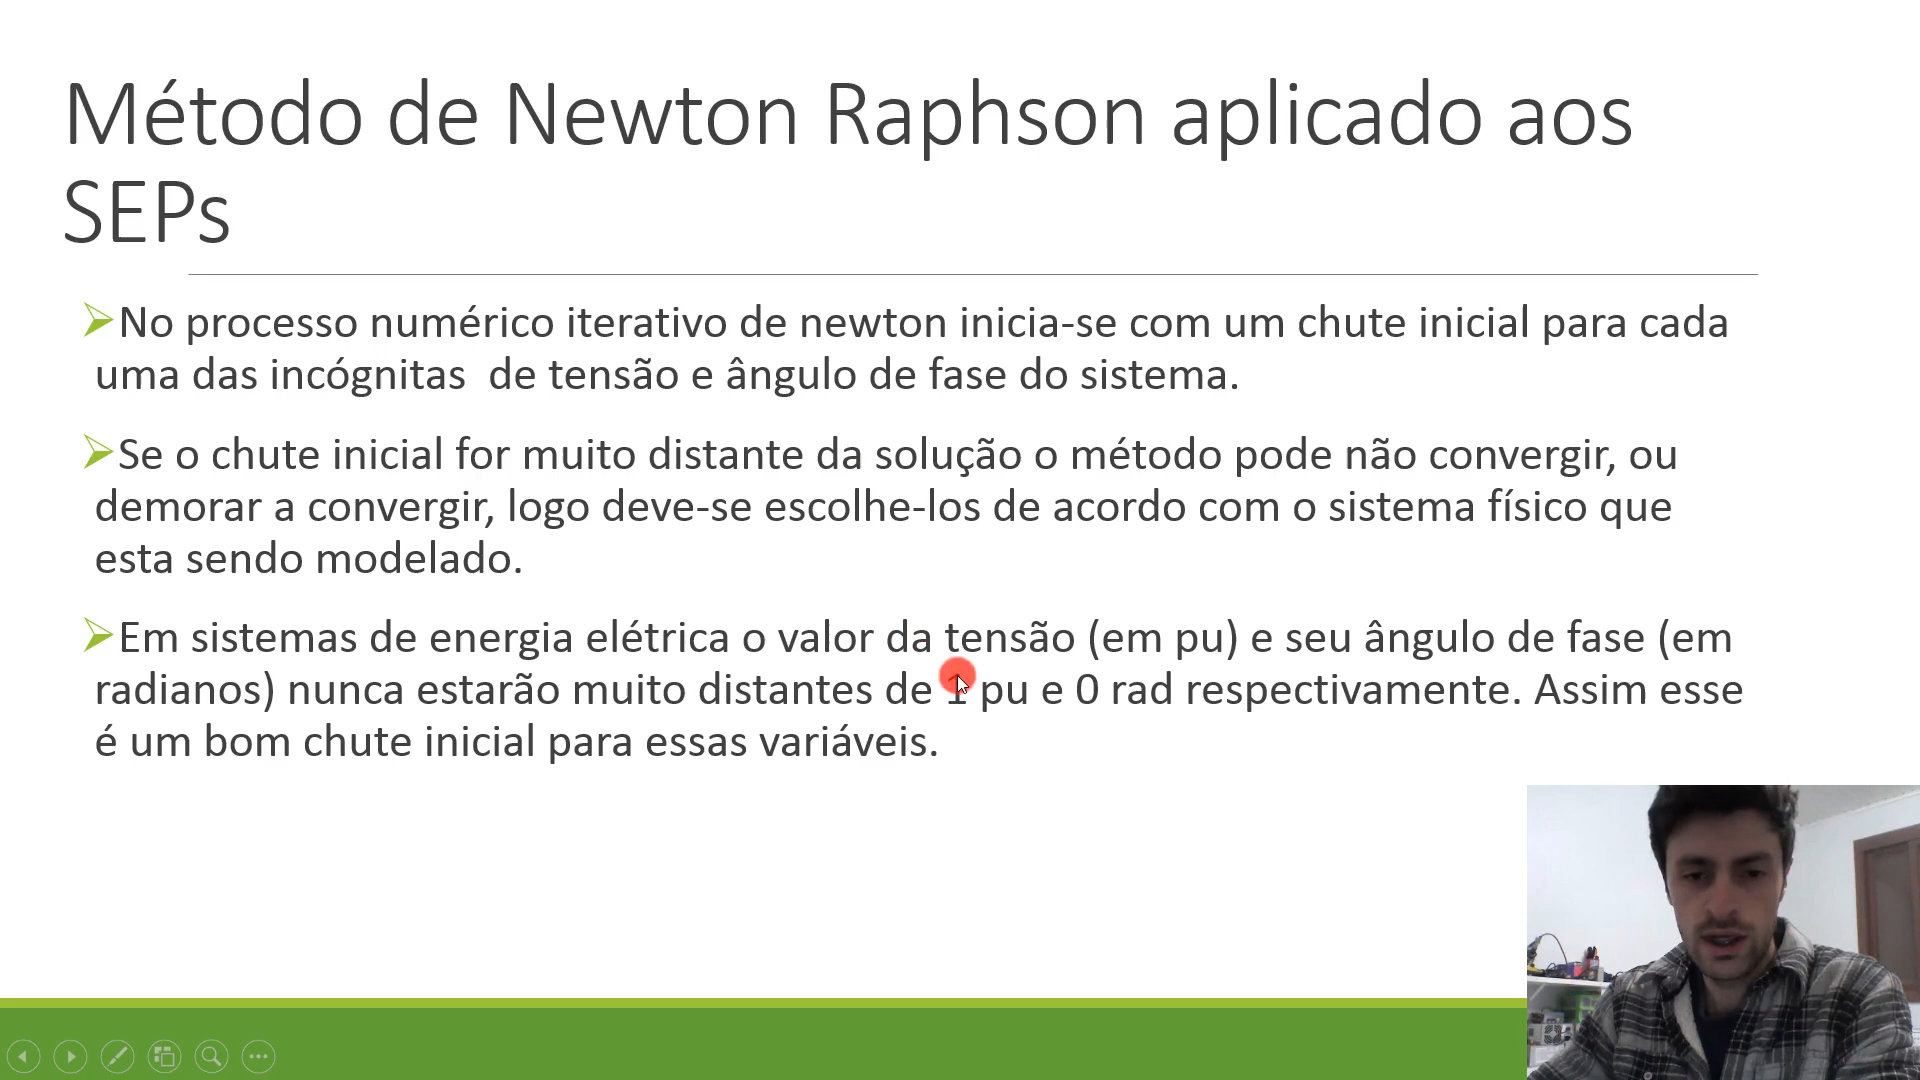 Método de Newton Raphson aplicado aos
SEPs
No processo numérico iterativo de newton inicia-se com um chute inicial para cada
uma das incógnitas de tensão e ângulo de fase do sistema.
Se o chute inicial for muito distante da solução o método pode não convergir, ou
demorar a convergir, logo deve-se escolhe-los de acordo com o sistema físico que
esta sendo modelado.
Em sistemas de energia elétrica o valor da tensão (em pu) e seu ângulo de fase (em
radianos) nunca estarão muito distantes de 1 pu e 0 rad respectivamente. Assim esse
é um bom chute inicial para essas variáveis.